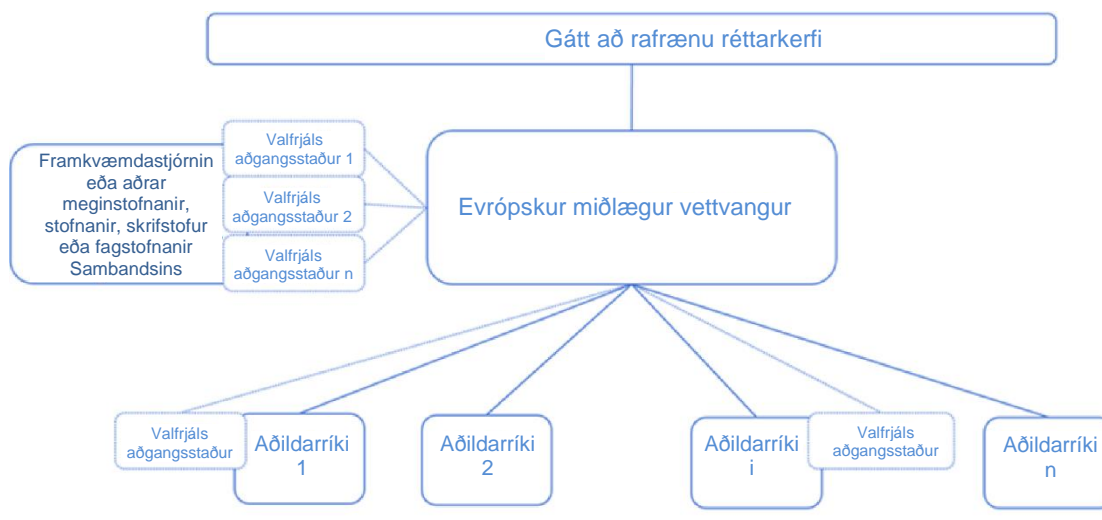 Gátt að rafrænu réttarkerfi
Framkvæmdastjórnin
eða aðrar
meginstofnanir,
stofnanir, skrifstofur
eða fagstofnanir
Sambandsins
Valfrjáls
aðgangsstaður 1
Valfrjáls
aðgangsstaður 2
Valfrjáls
aðgangsstaður n
Evrópskur miðlægur vettvangur
Valfrjáls
aðgangsstaður
Aðildarríki
1
Aðildarríki
2
Aðildarríki
i
Valfrjáls
aðgangsstaður
Aðildarríki
n